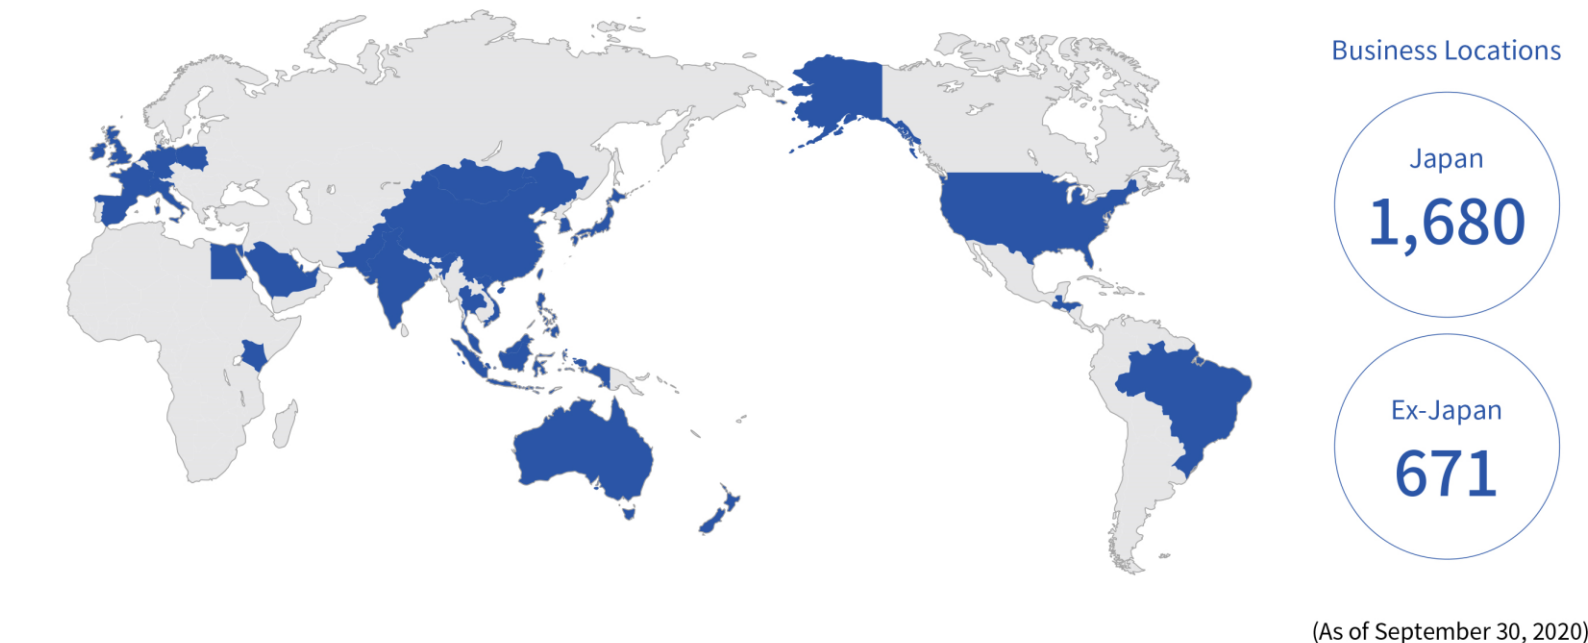 Business Locations
Japan
1,680
Ex-Japan
671
(As of September 30, 2020)